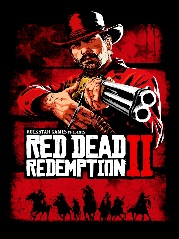 ROCKSTAR GAMES PRESENTS
RED DEAD
REDEMPTION II